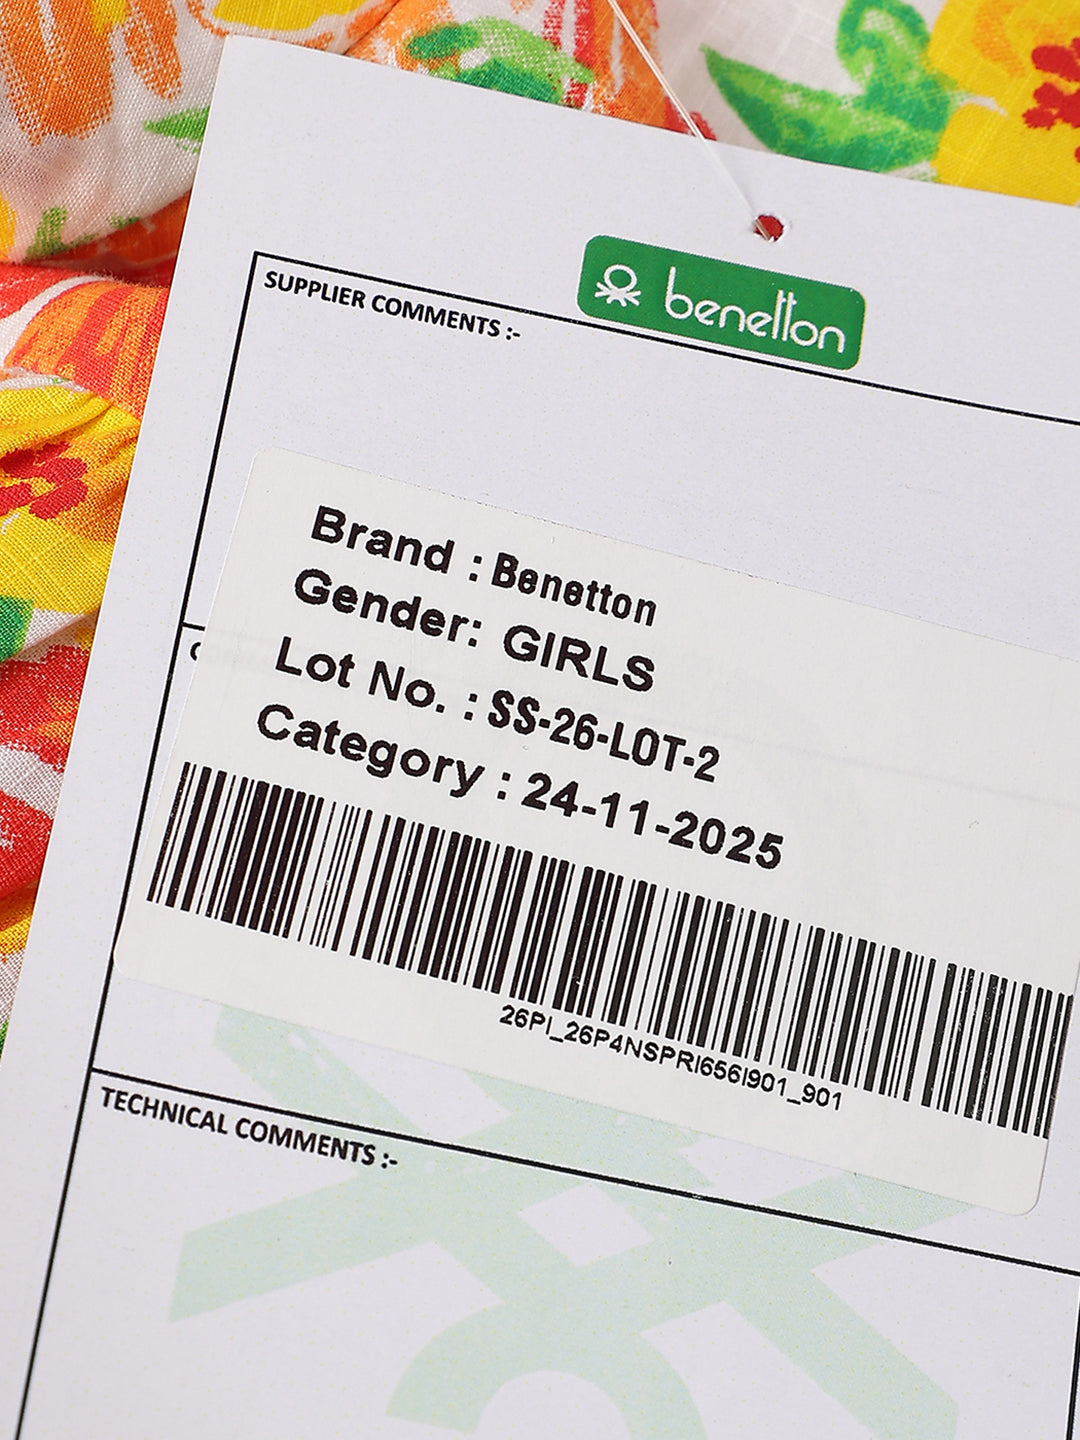 benetton
SUPPLIER COMMENTS :-
Brand : Benetton
Gender: GIRLS
Lot No. : SS-26-LOT-2
Category : 24-11-2025
26PI_26P4NSPRI656I901_901
TECHNICAL COMMENTS :-